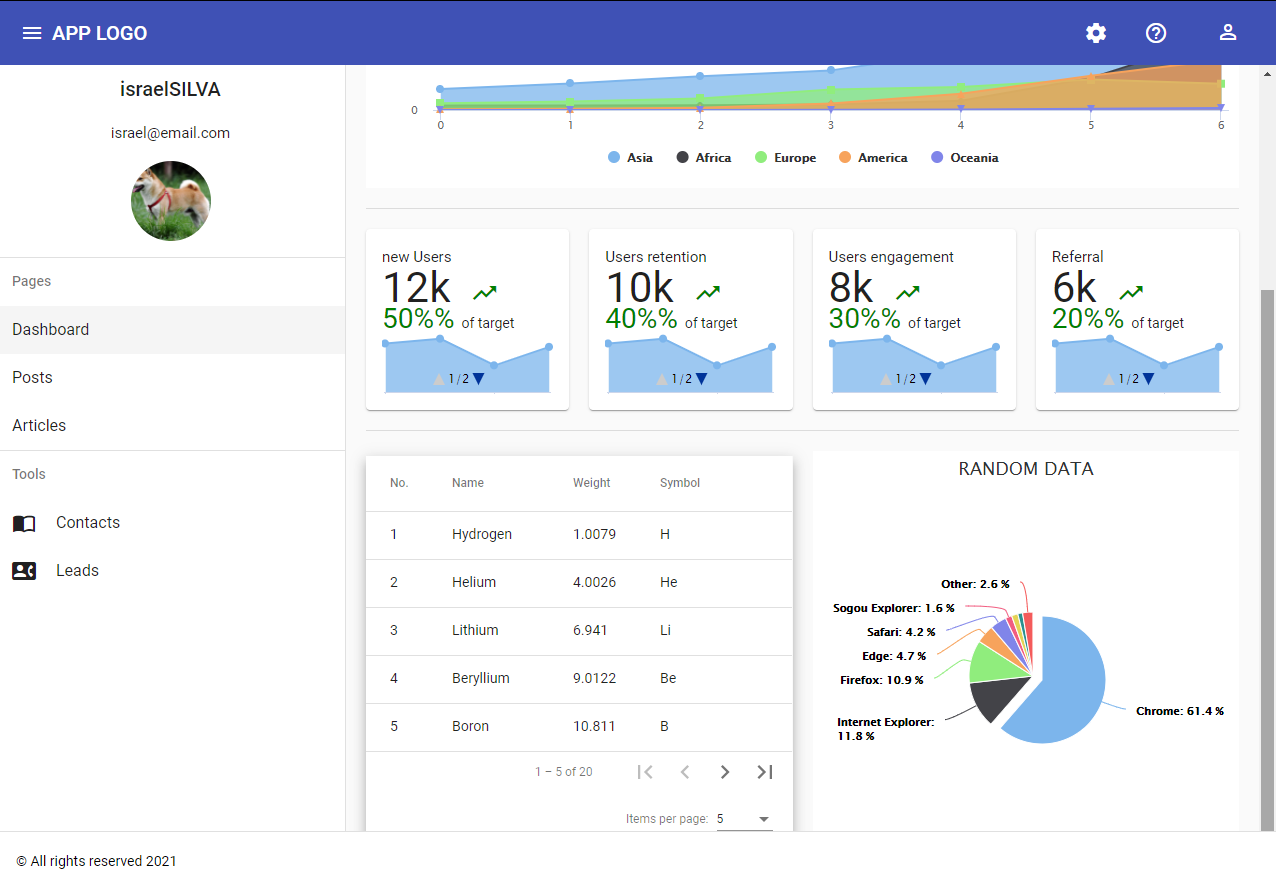 APP LOGO
israelSILVA
israel@email.com
Pages
Dashboard
Posts
Articles
Tools
Contacts
Leads
0
0 1 2 3 4 5 6
Asia Africa Europe America Oceania
new Users
12k
50%% of target
1/2
Users retention
10k
40%% of target
1/2
Users engagement
8k
30%% of target
1/2
Referral
6k
20%% of target
1/2
No. Name Weight Symbol
1 Hydrogen 1.0079 H
2 Helium 4.0026 He
3 Lithium 6.941 Li
4 Beryllium 9.0122 Be
5 Boron 10.811 B
1 – 5 of 20
Items per page: 5
RANDOM DATA
Other: 2.6 %
Sogou Explorer: 1.6 %
Safari: 4.2 %
Edge: 4.7 %
Firefox: 10.9 %
Internet Explorer:
11.8 %
Chrome: 61.4 %
© All rights reserved 2021